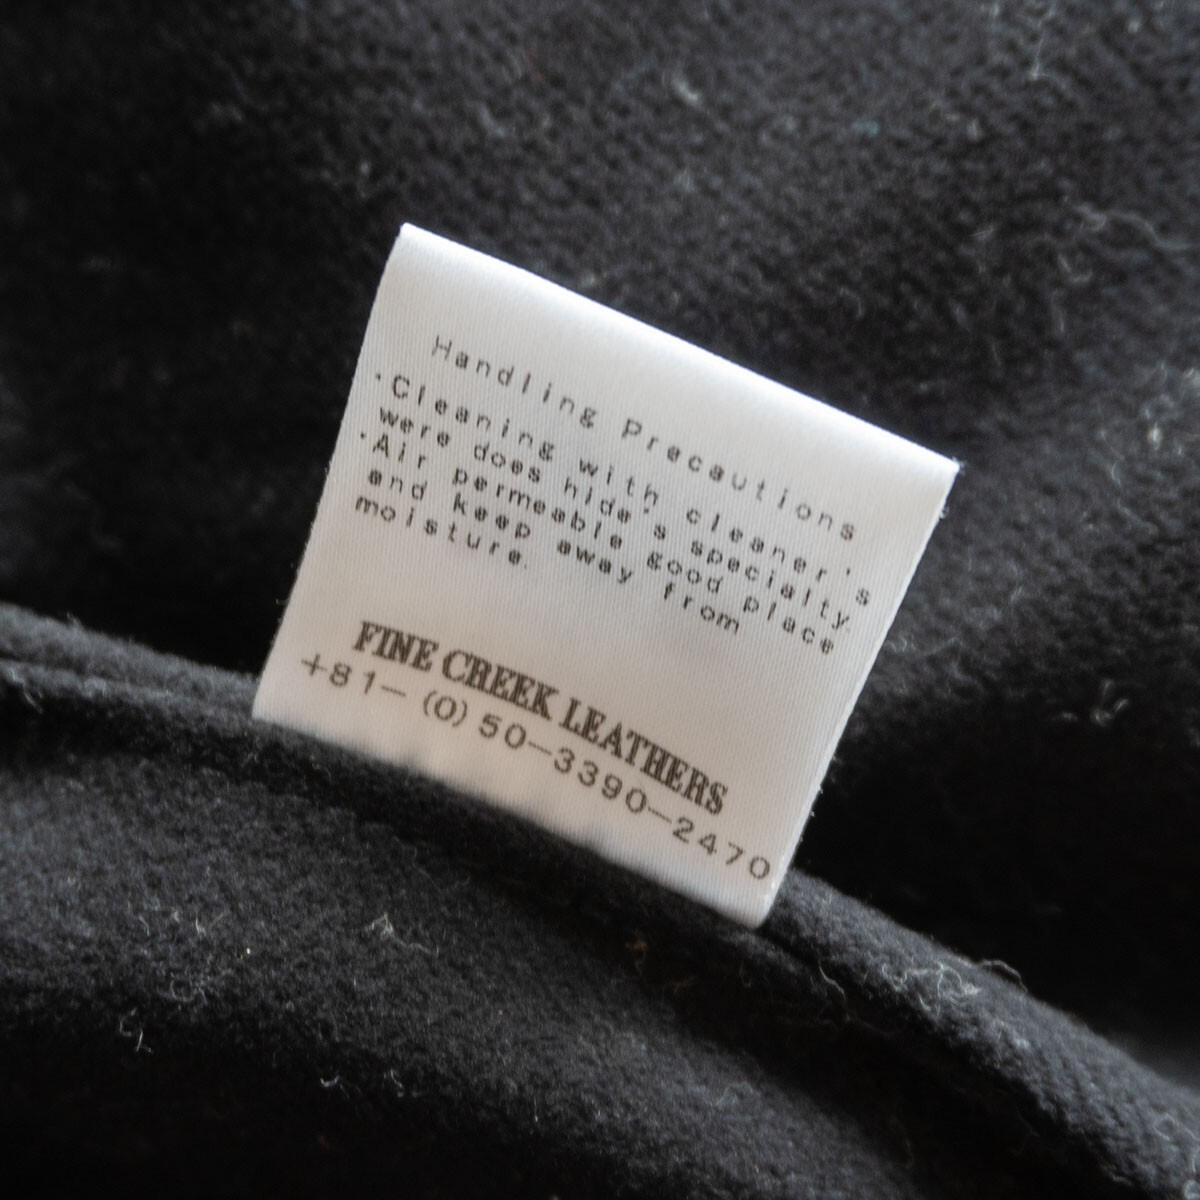 Handling Precautions
·Cleaning with cleaner's
were does hide's specialty.
·Air permeable good place
and keep away from
moisture.
FINE CREEK LEATHERS
+81-(0)50-3390-2470